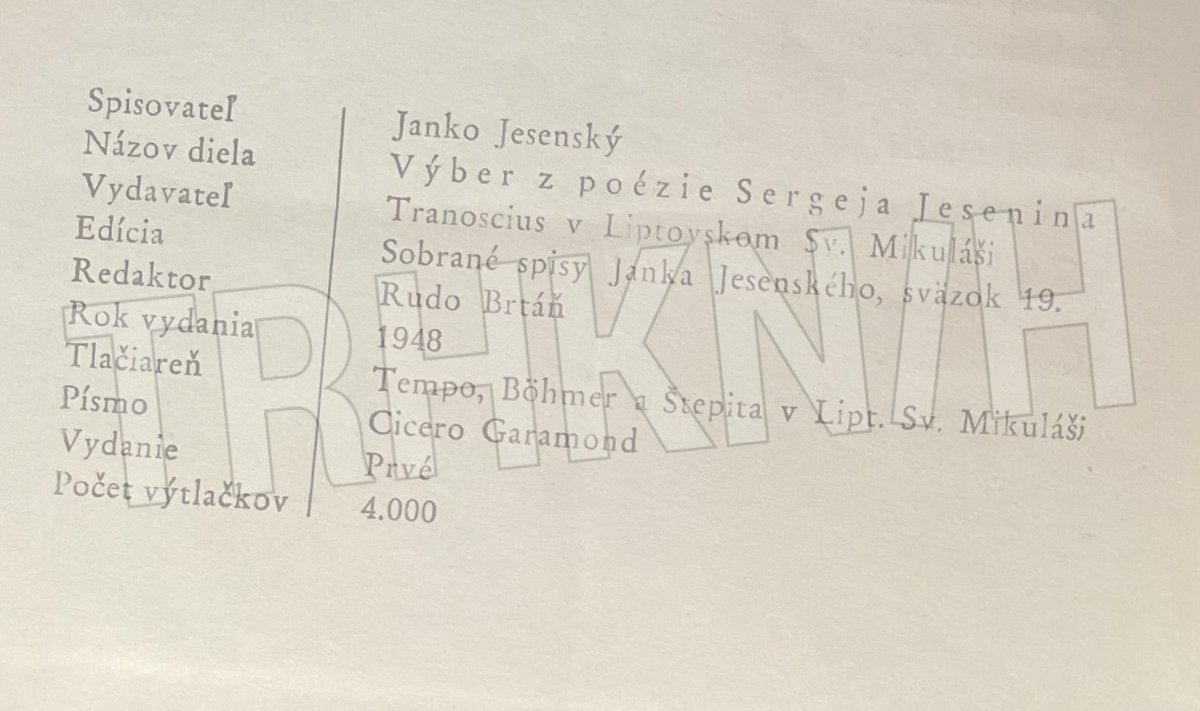 Spisovateľ Janko Jesenský
Názov diela Výber z poézie Sergeja Jesenina
Vydavateľ Tranoscius v Liptovskom Sv. Mikuláši
Edícia Sobrané spisy Janka Jesenského, sväzok 19.
Redaktor Rudo Brtáň
Rok vydania 1948
Tlačiareň Tempo, Böhmer a Štepita v Lipt. Sv. Mikuláši
Písmo Cicero Garamond
Vydanie Prvé
Počet výtlačkov 4.000
TRHKNIH